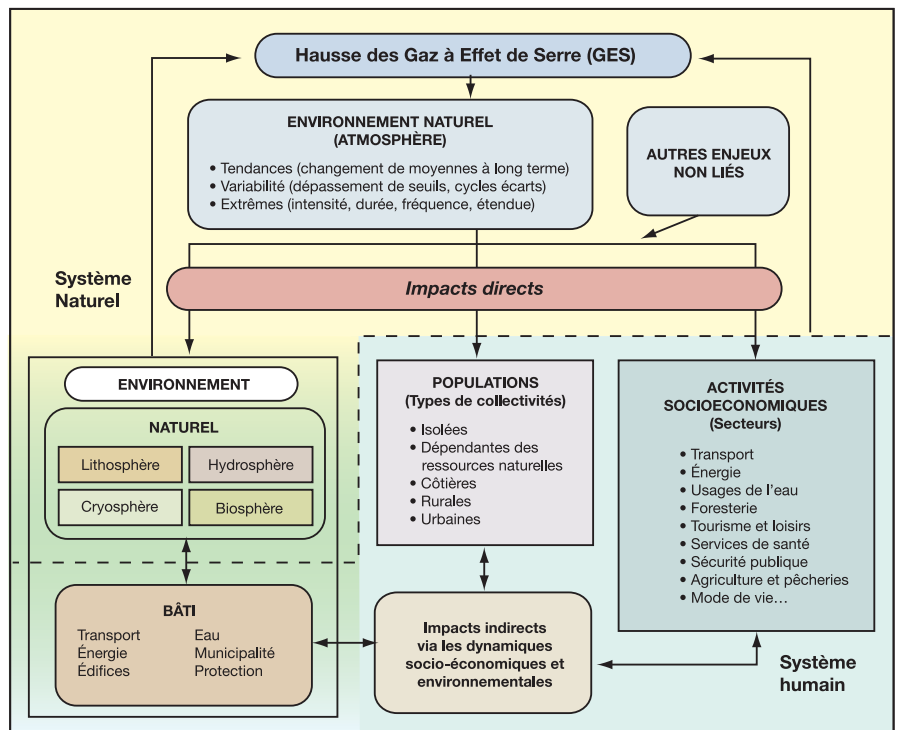 Hausse des Gaz à Effet de Serre (GES)
ENVIRONNEMENT NATUREL
(ATMOSPHÈRE)
• Tendances (changement de moyennes à long terme)
• Variabilité (dépassement de seuils, cycles écarts)
• Extrêmes (intensité, durée, fréquence, étendue)
AUTRES ENJEUX
NON LIÉS
Système
Naturel
Impacts directs
ENVIRONNEMENT
NATUREL
Lithosphère
Hydrosphère
Cryosphère
Biosphère
BÂTI
Transport
Énergie
Édifices
Eau
Municipalité
Protection
POPULATIONS
(Types de collectivités)
• Isolées
• Dépendantes des
ressources naturelles
• Côtières
• Rurales
• Urbaines
Impacts indirects
via les dynamiques
socio-économiques et
environnementales
ACTIVITÉS
SOCIOECONOMIQUES
(Secteurs)
• Transport
• Énergie
• Usages de l'eau
• Foresterie
• Tourisme et loisirs
• Services de santé
• Sécurité publique
• Agriculture et pêcheries
• Mode de vie...
Système
humain